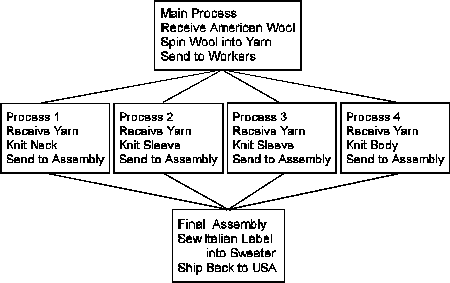 Main Process
Receive American Wool
Spin Wool into Yarn
Send to Workers
Process 1
Receive Yarn
Knit Neck
Send to Assembly
Process 2
Receive Yarn
Knit Sleeve
Send to Assembly
Process 3
Receive Yarn
Knit Sleeve
Send to Assembly
Process 4
Receive Yarn
Knit Body
Send to Assembly
Final Assembly
Sew Italian Label
into Sweater
Ship Back to USA